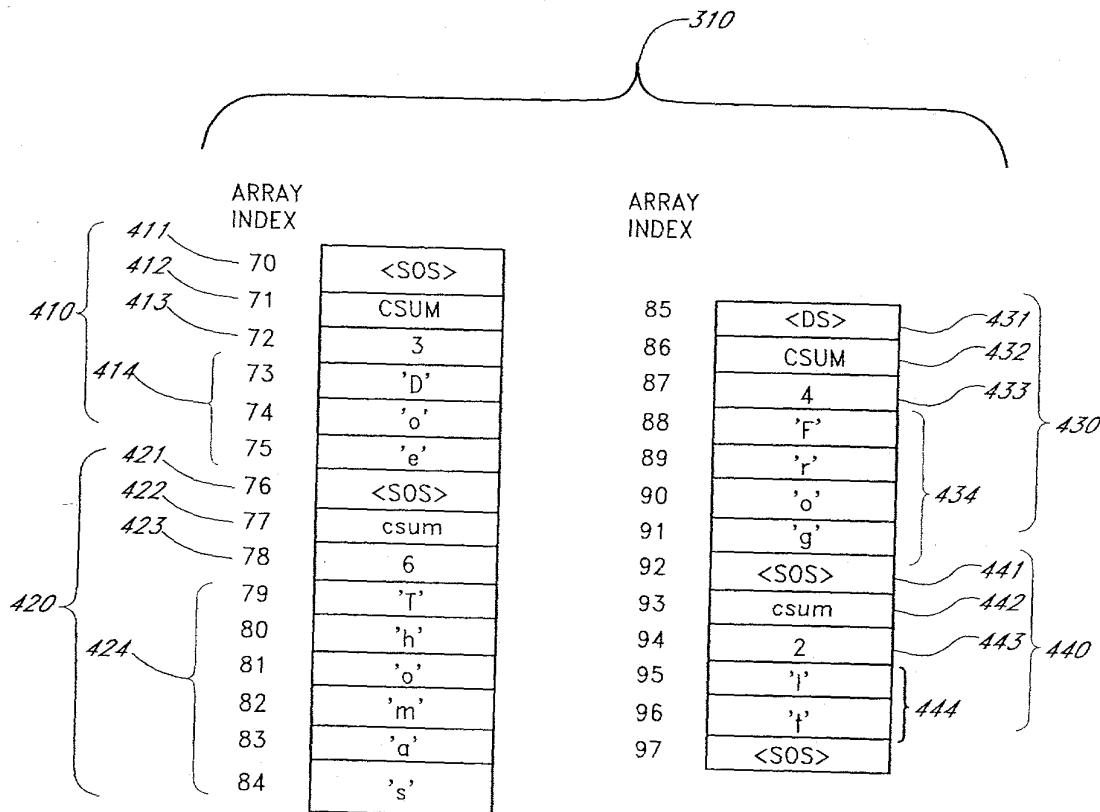 310
ARRAY
INDEX
411 70 <SOS>
412 71 CSUM
410 413 72 3
414 73 'D'
74 'o'
75 'e'
421 76 <SOS>
422 77 csum
423 78 6
79 'T'
420 80 'h'
424 81 'o'
82 'm'
83 'a'
84 's'
ARRAY
INDEX
85 <DS> 431
86 CSUM 432
87 4 433
88 'F' 430
89 'r'
90 'o' 434
91 'g'
92 <SOS> 441
93 csum 442
94 2 443 440
95 'I'
96 't' 444
97 <SOS>